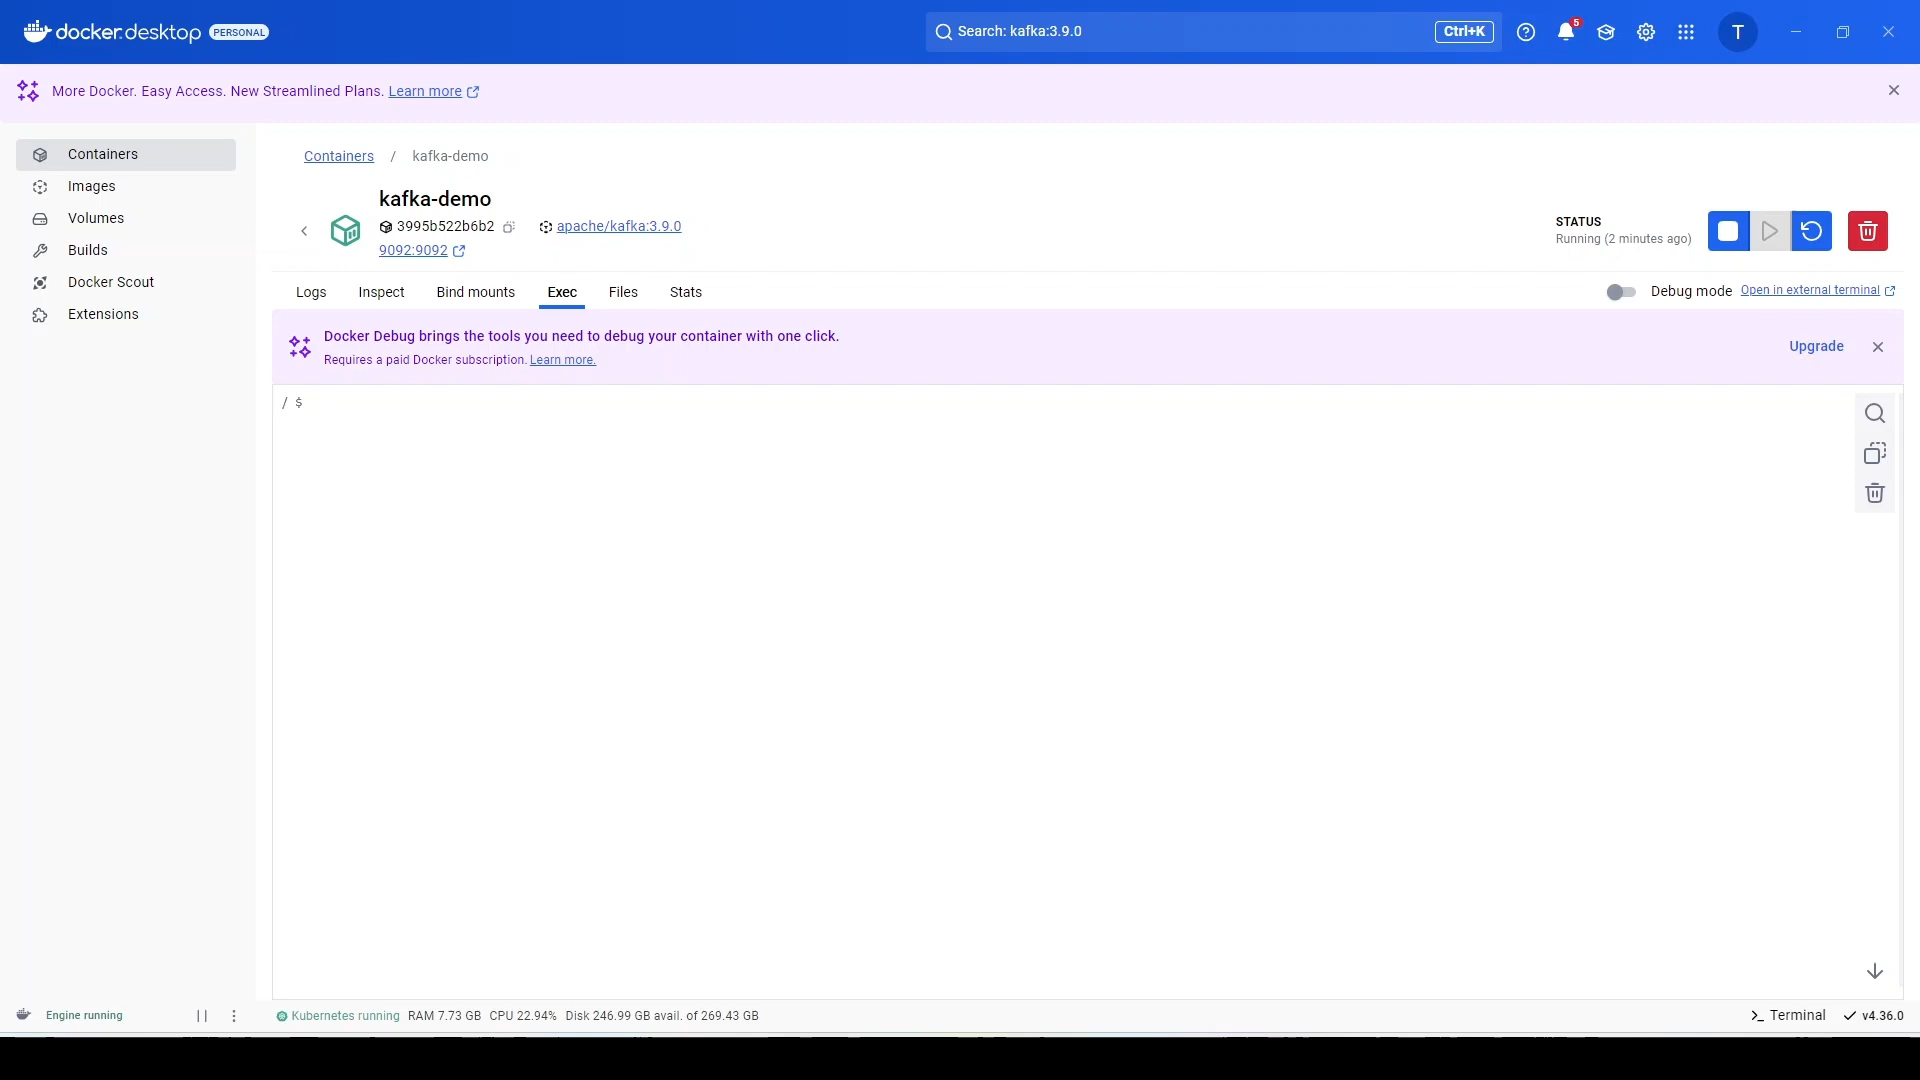 docker.desktop PERSONAL
Search: kafka:3.9.0
Ctrl+K
5
T
More Docker. Easy Access. New Streamlined Plans. Learn more
Containers
Images
Volumes
Builds
Docker Scout
Extensions
Containers / kafka-demo
kafka-demo
3995b522b6b2 apache/kafka:3.9.0
9092:9092
STATUS
Running (2 minutes ago)
Logs Inspect Bind mounts Exec Files Stats
Debug mode Open in external terminal
Docker Debug brings the tools you need to debug your container with one click.
Requires a paid Docker subscription. Learn more.
Upgrade
/ $
Engine running
Kubernetes running RAM 7.73 GB CPU 22.94% Disk 246.99 GB avail. of 269.43 GB
Terminal v4.36.0